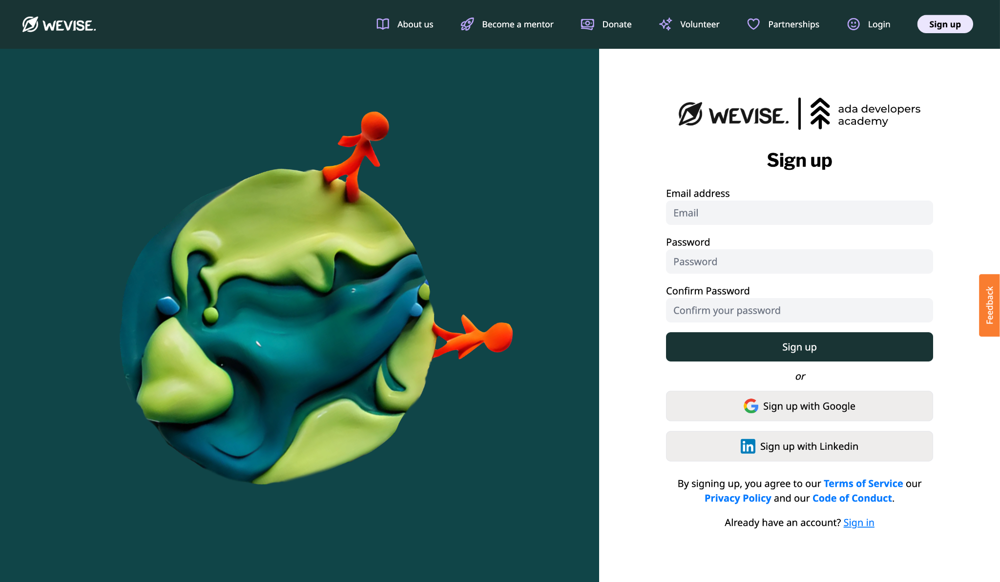 WEVISE.
About us
Become a mentor
Donate
Volunteer
Partnerships
Login
Sign up
WEVISE.
ada developers
academy
Sign up
Email address
Email
Password
Password
Confirm Password
Confirm your password
Sign up
or
Sign up with Google
in Sign up with Linkedin
By signing up, you agree to our Terms of Service our
Privacy Policy and our Code of Conduct.
Already have an account? Sign in
Feedback